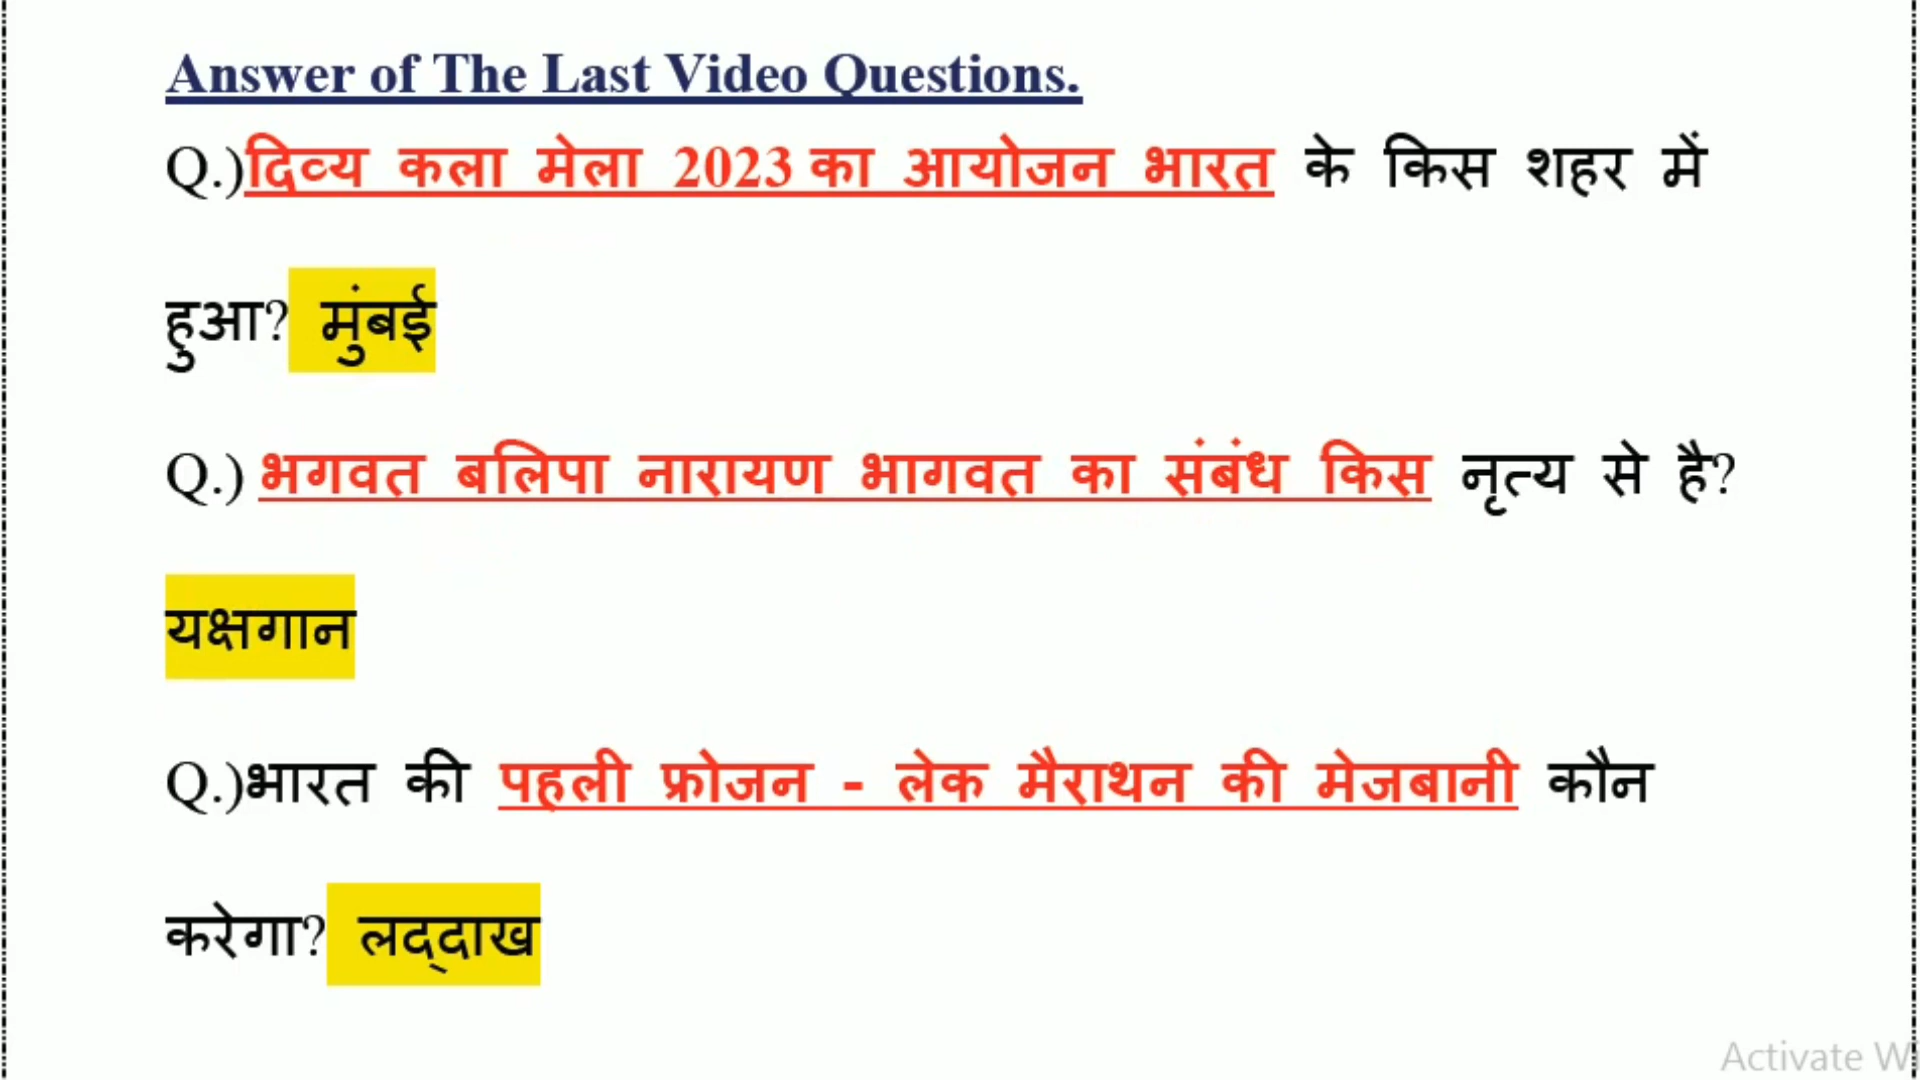 Answer of The Last Video Questions.
Q.)दिव्य कला मेला 2023 का आयोजन भारत के किस शहर में
हुआ? मुंबई
Q.) भगवत बलिपा नारायण भागवत का संबंध किस नृत्य से है?
यक्षगान
Q.)भारत की पहली फ्रोजन - लेक मैराथन की मेजबानी कौन
करेगा? लद्दाख
Activate Wi